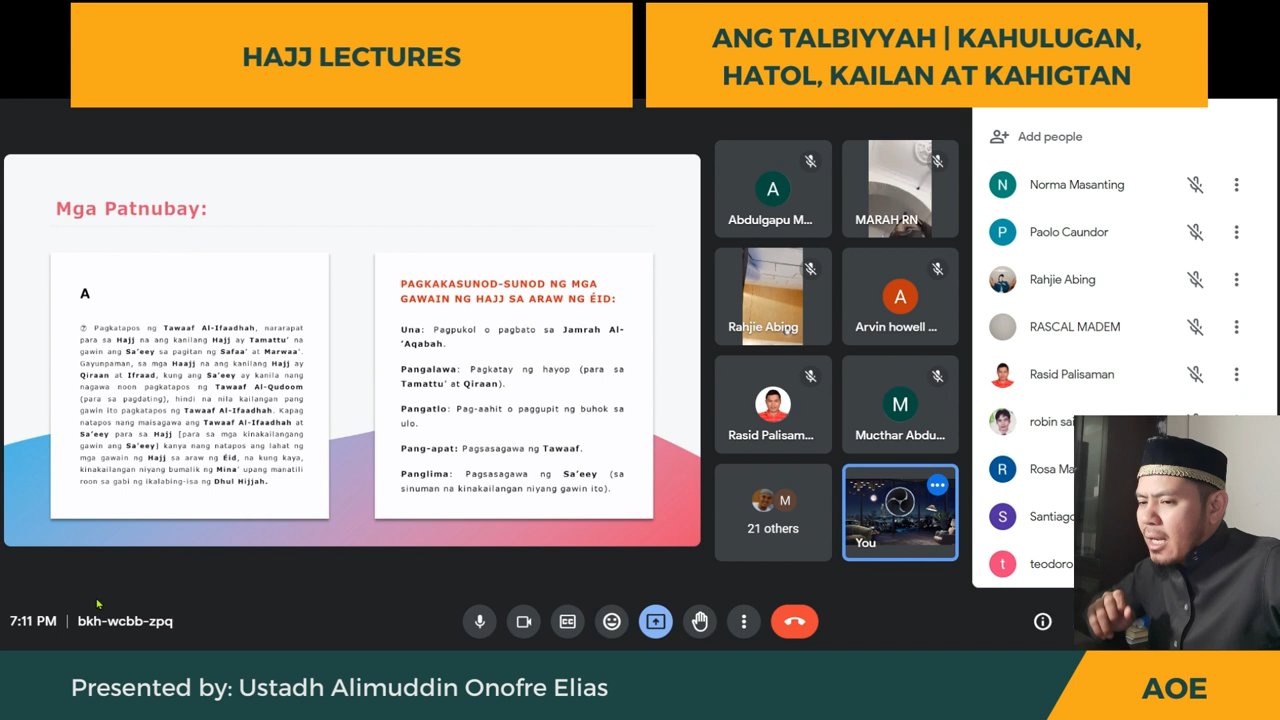 HAJJ LECTURES
ANG TALBIYYAH | KAHULUGAN,
HATOL, KAILAN AT KAHIGTAN
Mga Patnubay:
A
⑦ Pagkatapos ng Tawaaf Al-Ifaadhah, nararapat
para sa Hajj na ang kanilang Hajj ay Tamattu’ na
gawin ang Sa’eey sa pagitan ng Safaa’ at Marwaa’.
Gayunpaman, sa mga Haajj na ang kanilang Hajj ay
Qiraan at Ifraad, kung ang Sa’eey ay kanila nang
nagawa noon pagkatapos ng Tawaaf Al-Qudoom
(para sa pagdating), hindi na nila kailangan pang
gawin ito pagkatapos ng Tawaaf Al-Ifaadhah. Kapag
natapos nang maisagawa ang Tawaaf Al-Ifaadhah at
Sa’eey para sa Hajj [para sa mga kinakailangang
gawin ang Sa’eey] kanya nang natapos ang lahat ng
mga gawain ng Hajj sa araw ng Éid, na kung kaya,
kinakailangan niyang bumalik ng Mina’ upang manatili
roon sa gabi ng ikalabing-isa ng Dhul Hijjah.
PAGKAKASUNOD-SUNOD NG MGA
GAWAIN NG HAJJ SA ARAW NG ÉID:
Una: Pagpukol o pagbato sa Jamrah Al-
‘Aqabah.
Pangalawa: Pagkatay ng hayop (para sa
Tamattu’ at Qiraan).
Pangatlo: Pag-aahit o paggupit ng buhok sa
ulo.
Pang-apat: Pagsasagawa ng Tawaaf.
Panglima: Pagsasagawa ng Sa’eey (sa
sinuman na kinakailangan niyang gawin ito).
A
Abdulgapu M...
MARAH RN
Rahjie Abing
A
Arvin howell ...
Rasid Palisam...
M
Mucthar Abdu...
M
21 others
You
Add people
N Norma Masanting
P Paolo Caundor
Rahjie Abing
RASCAL MADEM
Rasid Palisaman
robin sai
R Rosa Ma
S Santiago
t teodoro
7:11 PM | bkh-wcbb-zpq
Presented by: Ustadh Alimuddin Onofre Elias
AOE